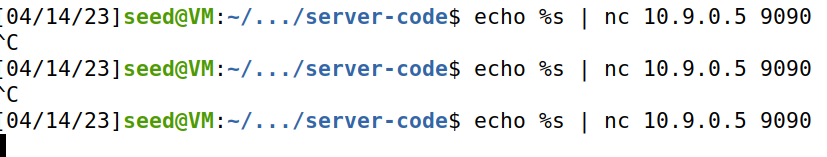 [04/14/23]seed@VM:~/.../server-code$ echo %s | nc 10.9.0.5 9090
^C
[04/14/23]seed@VM:~/.../server-code$ echo %s | nc 10.9.0.5 9090
^C
[04/14/23]seed@VM:~/.../server-code$ echo %s | nc 10.9.0.5 9090